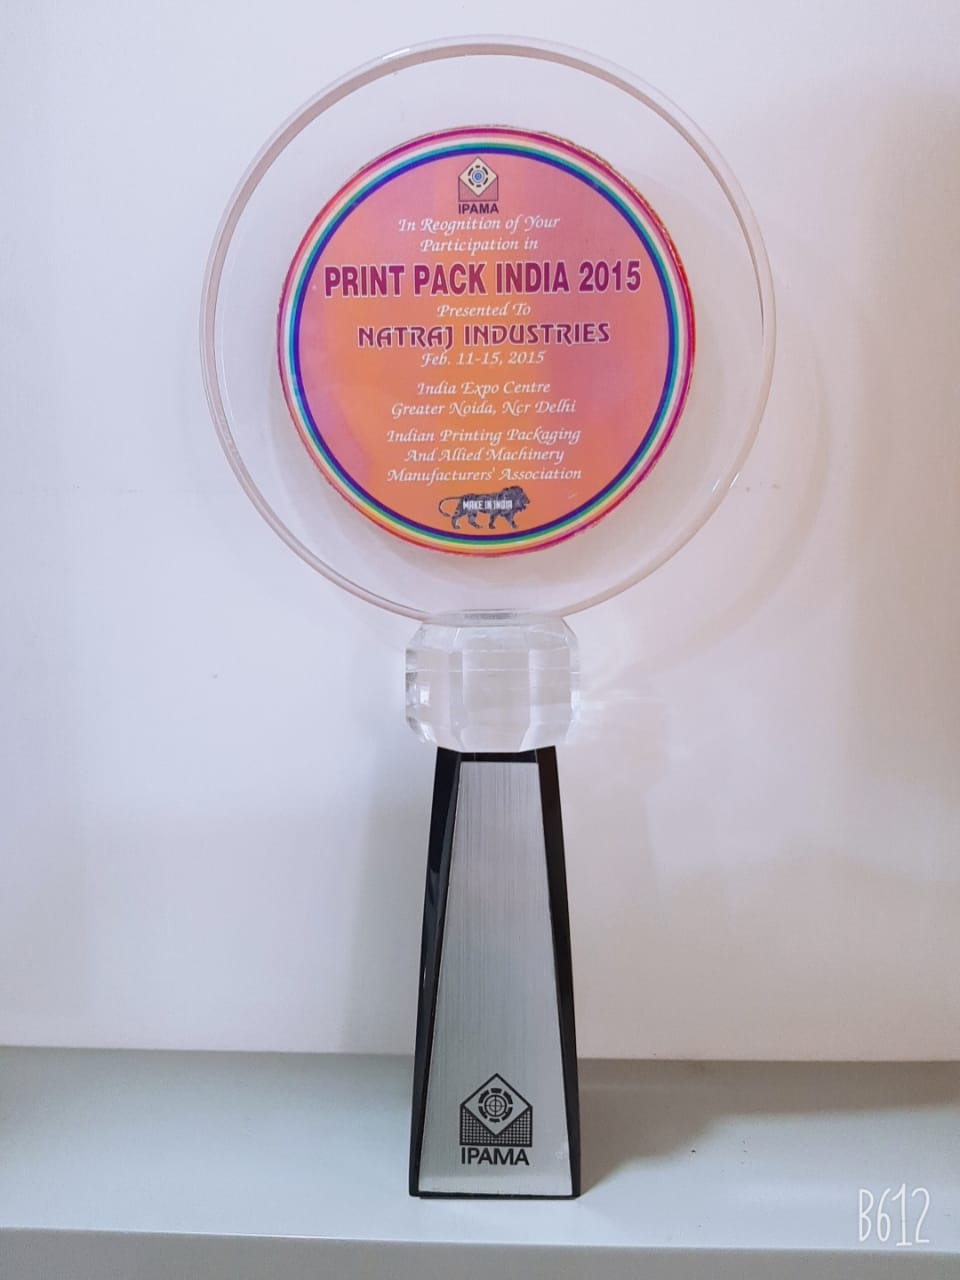 IPAMA
In Reognition of Your
Participation in
PRINT PACK INDIA 2015
Presented To
NATRAJ INDUSTRIES
Feb. 11-15, 2015
India Expo Centre
Greater Noida, Ncr Delhi
Indian Printing Packaging
And Allied Machinery
Manufacturers' Association
MAKE IN INDIA
IPAMA
B612